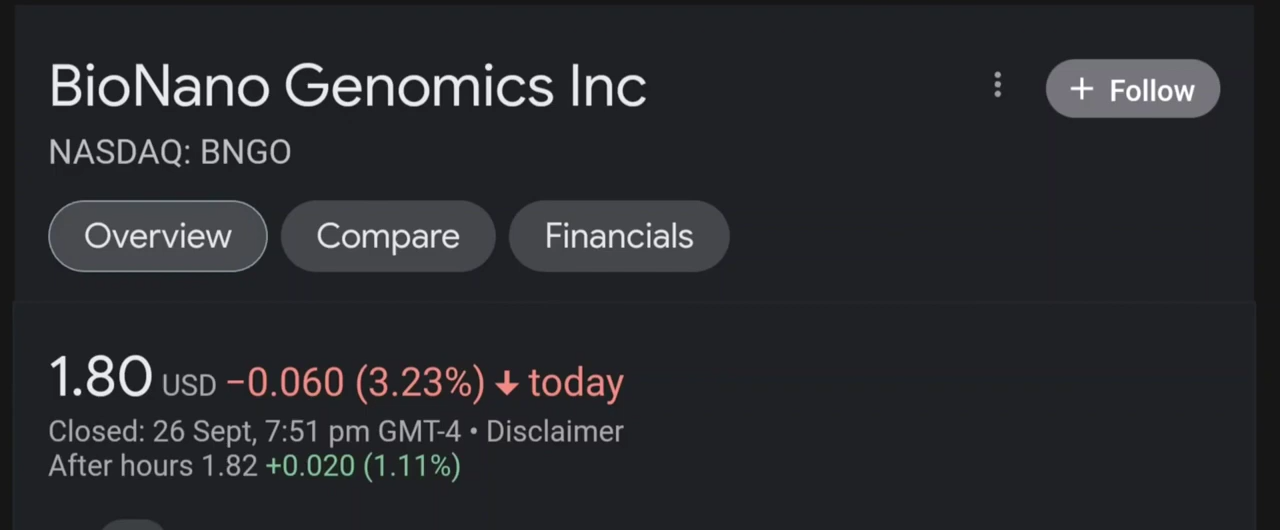 BioNano Genomics Inc
+ Follow
NASDAQ: BNGO
Overview Compare Financials
1.80 USD −0.060 (3.23%) ↓ today
Closed: 26 Sept, 7:51 pm GMT-4 • Disclaimer
After hours 1.82 +0.020 (1.11%)